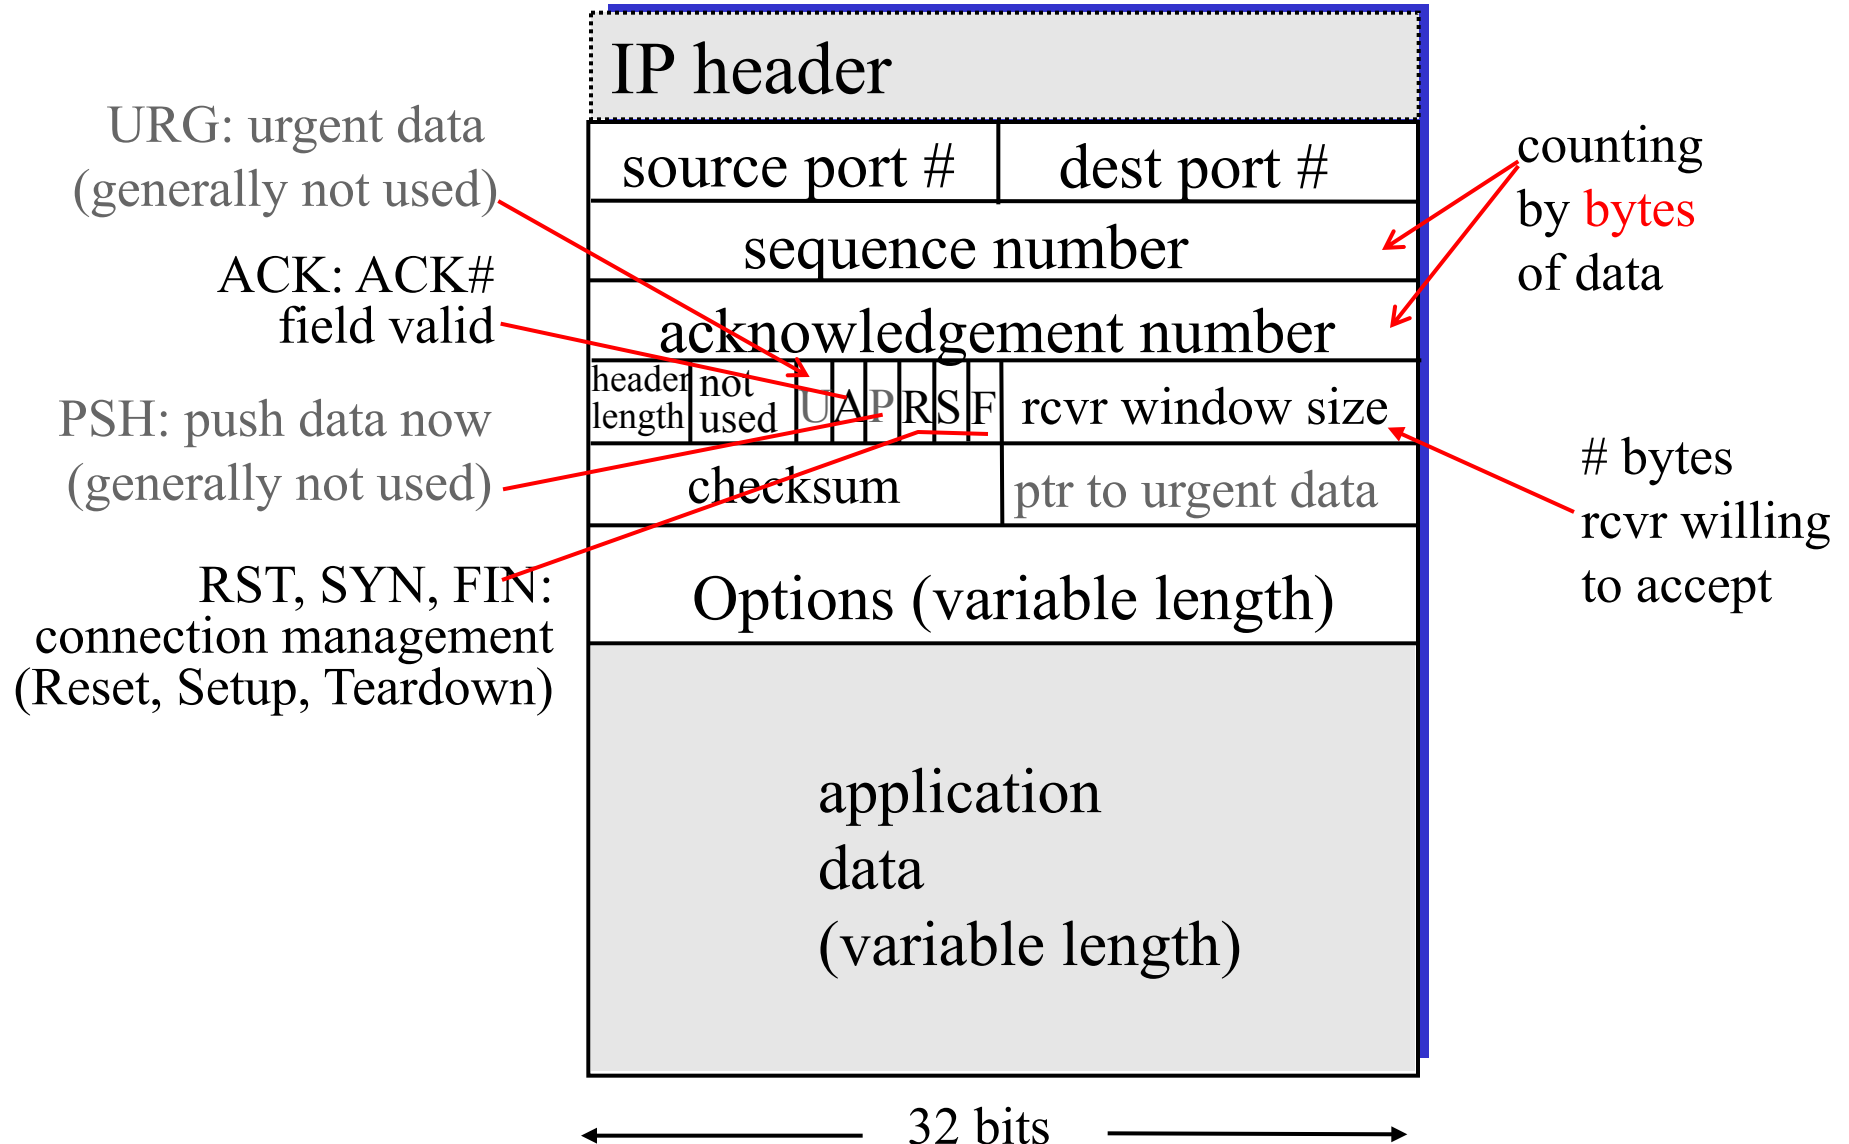 IP header
URG: urgent data
(generally not used)
ACK: ACK#
field valid
PSH: push data now
(generally not used)
RST, SYN, FIN:
connection management
(Reset, Setup, Teardown)
source port #
dest port #
sequence number
acknowledgement number
header
length
not
used
U
A
P
R
S
F
rcvr window size
checksum
ptr to urgent data
Options (variable length)
application
data
(variable length)
counting
by bytes
of data
# bytes
rcvr willing
to accept
32 bits